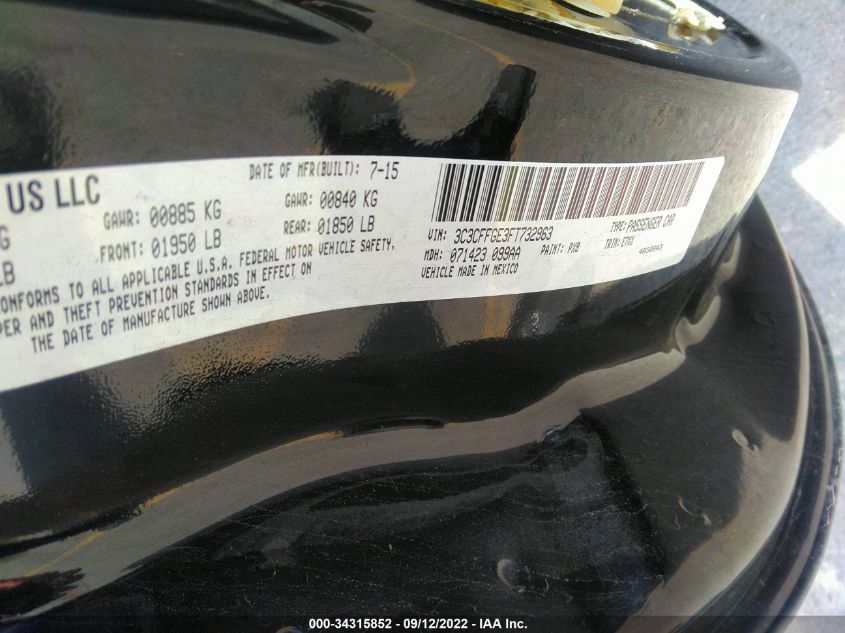 US LLC
DATE OF MFR(BUILT): 7-15
GAWR: 00885 KG
GAWR: 00840 KG
FRONT: 01950 LB
REAR: 01850 LB
LB
CONFORMS TO ALL APPLICABLE U.S.A. FEDERAL MOTOR VEHICLE SAFETY,
PER AND THEFT PREVENTION STANDARDS IN EFFECT ON
THE DATE OF MANUFACTURE SHOWN ABOVE.
VIN: 3C3CFFGE3FT732963
TYPE: PASSENGER CAR
MDH: 071423 099AA
PAINT: PX8
VEHICLE MADE IN MEXICO
000-34315852 - 09/12/2022 - IAA Inc.